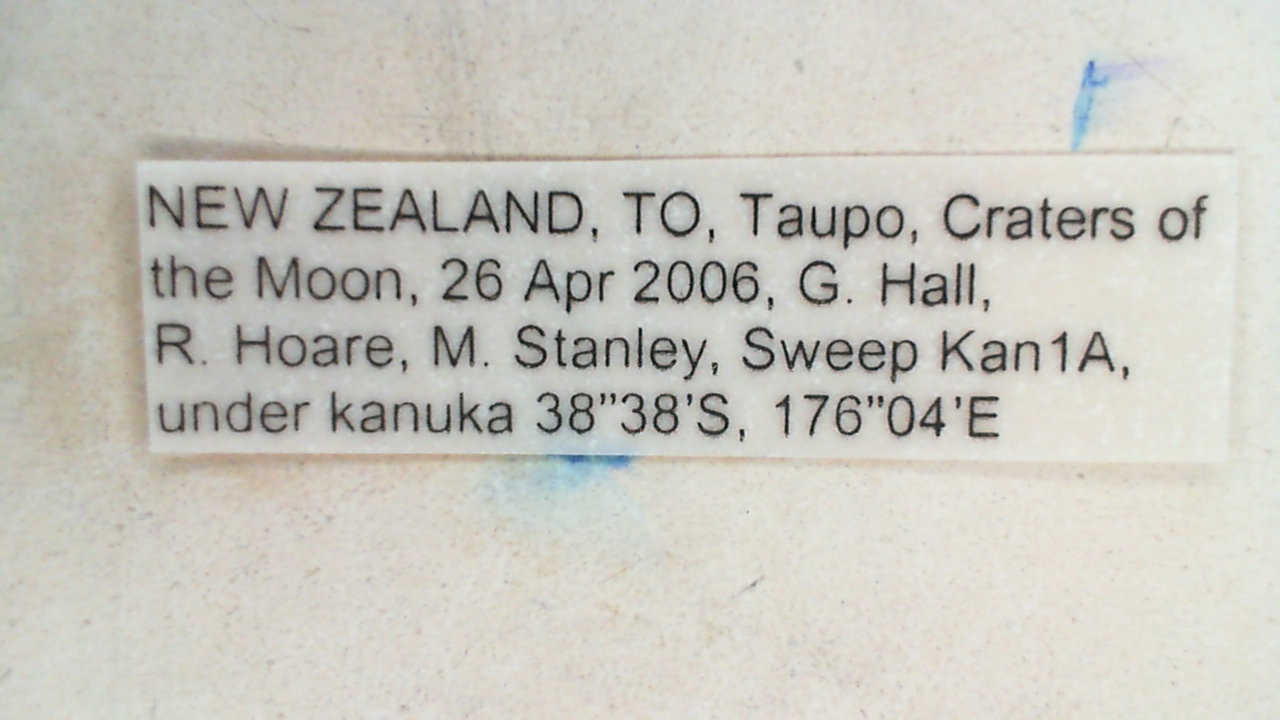 NEW ZEALAND, TO, Taupo, Craters of
the Moon, 26 Apr 2006, G. Hall,
R. Hoare, M. Stanley, Sweep Kan1A,
under kanuka 38"38'S, 176"04'E